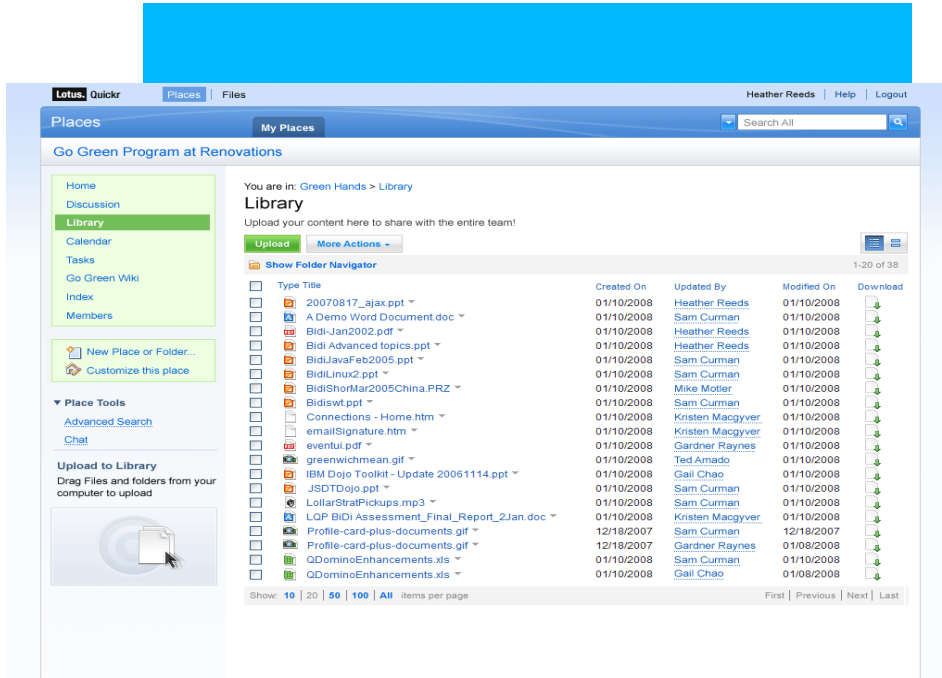 Lotus. Quickr Places | Files Heather Reeds | Help | Logout
Places My Places Search All
Go Green Program at Renovations
Home
Discussion
Library
Calendar
Tasks
Go Green Wiki
Index
Members
New Place or Folder...
Customize this place
Place Tools
Advanced Search
Chat
Upload to Library
Drag Files and folders from your
computer to upload
You are in: Green Hands > Library
Library
Upload your content here to share with the entire team!
Upload More Actions
Show Folder Navigator 1-20 of 38
Type Title Created On Updated By Modified On Download
20070817_ajax.ppt 01/10/2008 Heather Reeds 01/10/2008
A Demo Word Document.doc 01/10/2008 Sam Curman 01/10/2008
Bidi-Jan2002.pdf 01/10/2008 Heather Reeds 01/10/2008
Bidi Advanced topics.ppt 01/10/2008 Heather Reeds 01/10/2008
BidiJavaFeb2005.ppt 01/10/2008 Sam Curman 01/10/2008
BidiLinux2.ppt 01/10/2008 Sam Curman 01/10/2008
BidiShorMar2005China.PRZ 01/10/2008 Mike Motler 01/10/2008
Bidiswt.ppt 01/10/2008 Sam Curman 01/10/2008
Connections - Home.htm 01/10/2008 Kristen Macgyver 01/10/2008
emailSignature.htm 01/10/2008 Kristen Macgyver 01/10/2008
eventui.pdf 01/10/2008 Gardner Raynes 01/10/2008
greenwichmean.gif 01/10/2008 Ted Amado 01/10/2008
IBM Dojo Toolkit - Update 20061114.ppt 01/10/2008 Gail Chao 01/10/2008
JSDTDojo.ppt 01/10/2008 Sam Curman 01/10/2008
LollarStratPickups.mp3 01/10/2008 Sam Curman 01/10/2008
LQP BiDi Assessment_Final_Report_2Jan.doc 01/10/2008 Kristen Macgyver 01/10/2008
Profile-card-plus-documents.gif 12/18/2007 Sam Curman 12/18/2007
Profile-card-plus-documents.gif 12/18/2007 Gardner Raynes 01/08/2008
QDominoEnhancements.xls 01/10/2008 Sam Curman 01/10/2008
QDominoEnhancements.xls 01/10/2008 Gail Chao 01/08/2008
Show: 10 | 20 | 50 | 100 | All items per page First | Previous | Next | Last